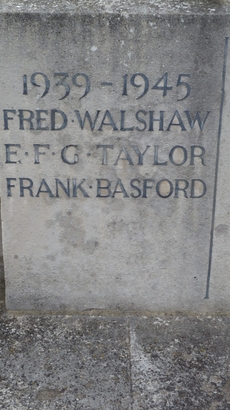 1939-1945
FRED·WALSHAW
E·F·G·TAYLOR
FRANK·BASFORD